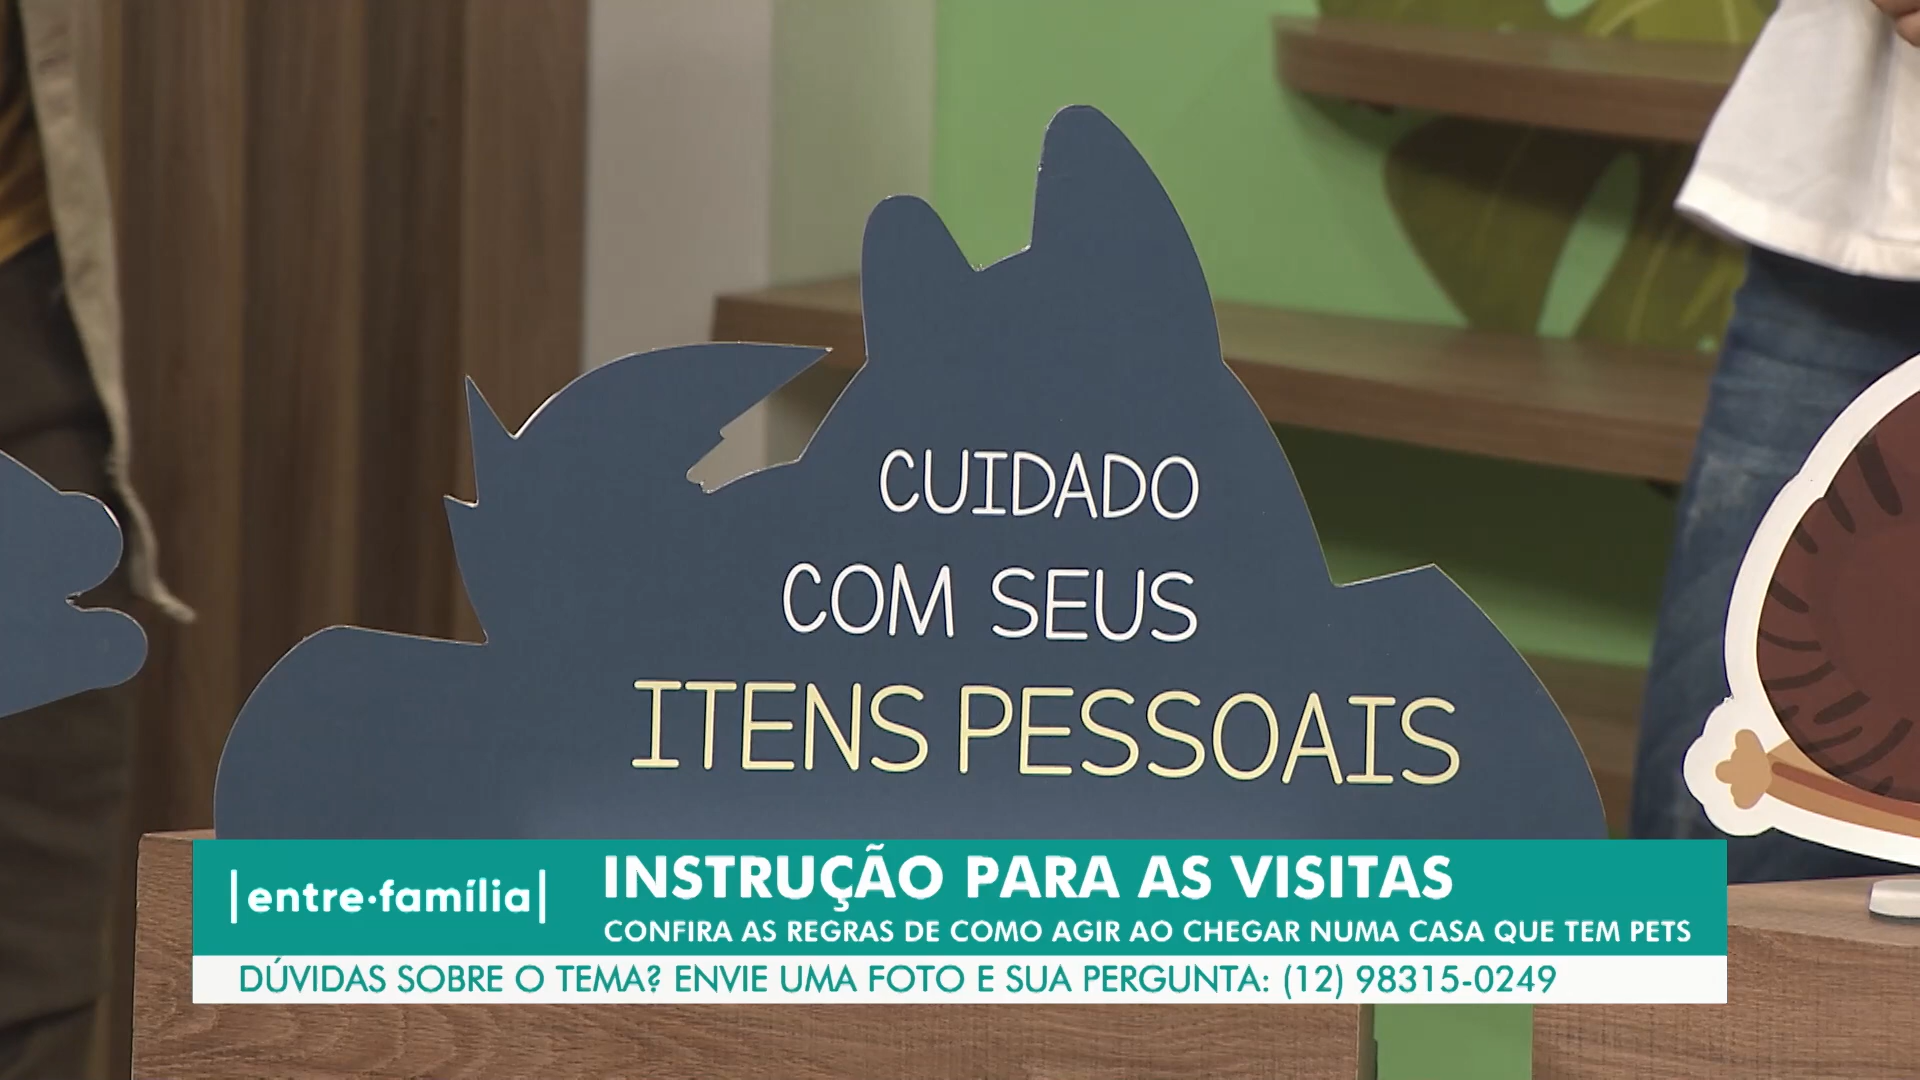 CUIDADO
COM SEUS
ITENS PESSOAIS
|entre•família|
INSTRUÇÃO PARA AS VISITAS
CONFIRA AS REGRAS DE COMO AGIR AO CHEGAR NUMA CASA QUE TEM PETS
DÚVIDAS SOBRE O TEMA? ENVIE UMA FOTO E SUA PERGUNTA: (12) 98315-0249